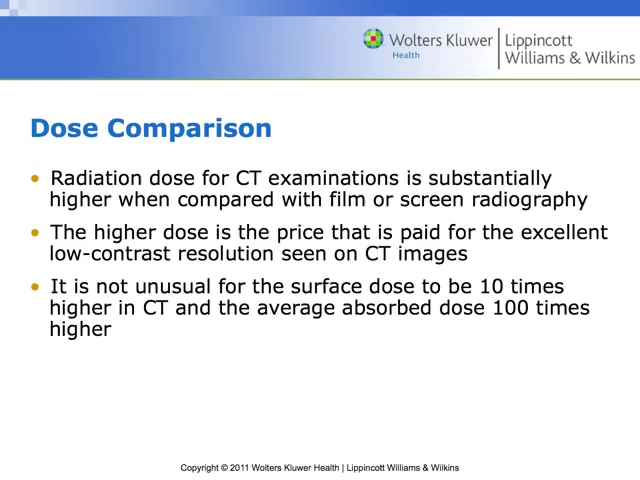 Wolters Kluwer
Health
Lippincott
Williams & Wilkins
Dose Comparison
• Radiation dose for CT examinations is substantially
higher when compared with film or screen radiography
• The higher dose is the price that is paid for the excellent
low-contrast resolution seen on CT images
• It is not unusual for the surface dose to be 10 times
higher in CT and the average absorbed dose 100 times
higher
Copyright © 2011 Wolters Kluwer Health | Lippincott Williams & Wilkins